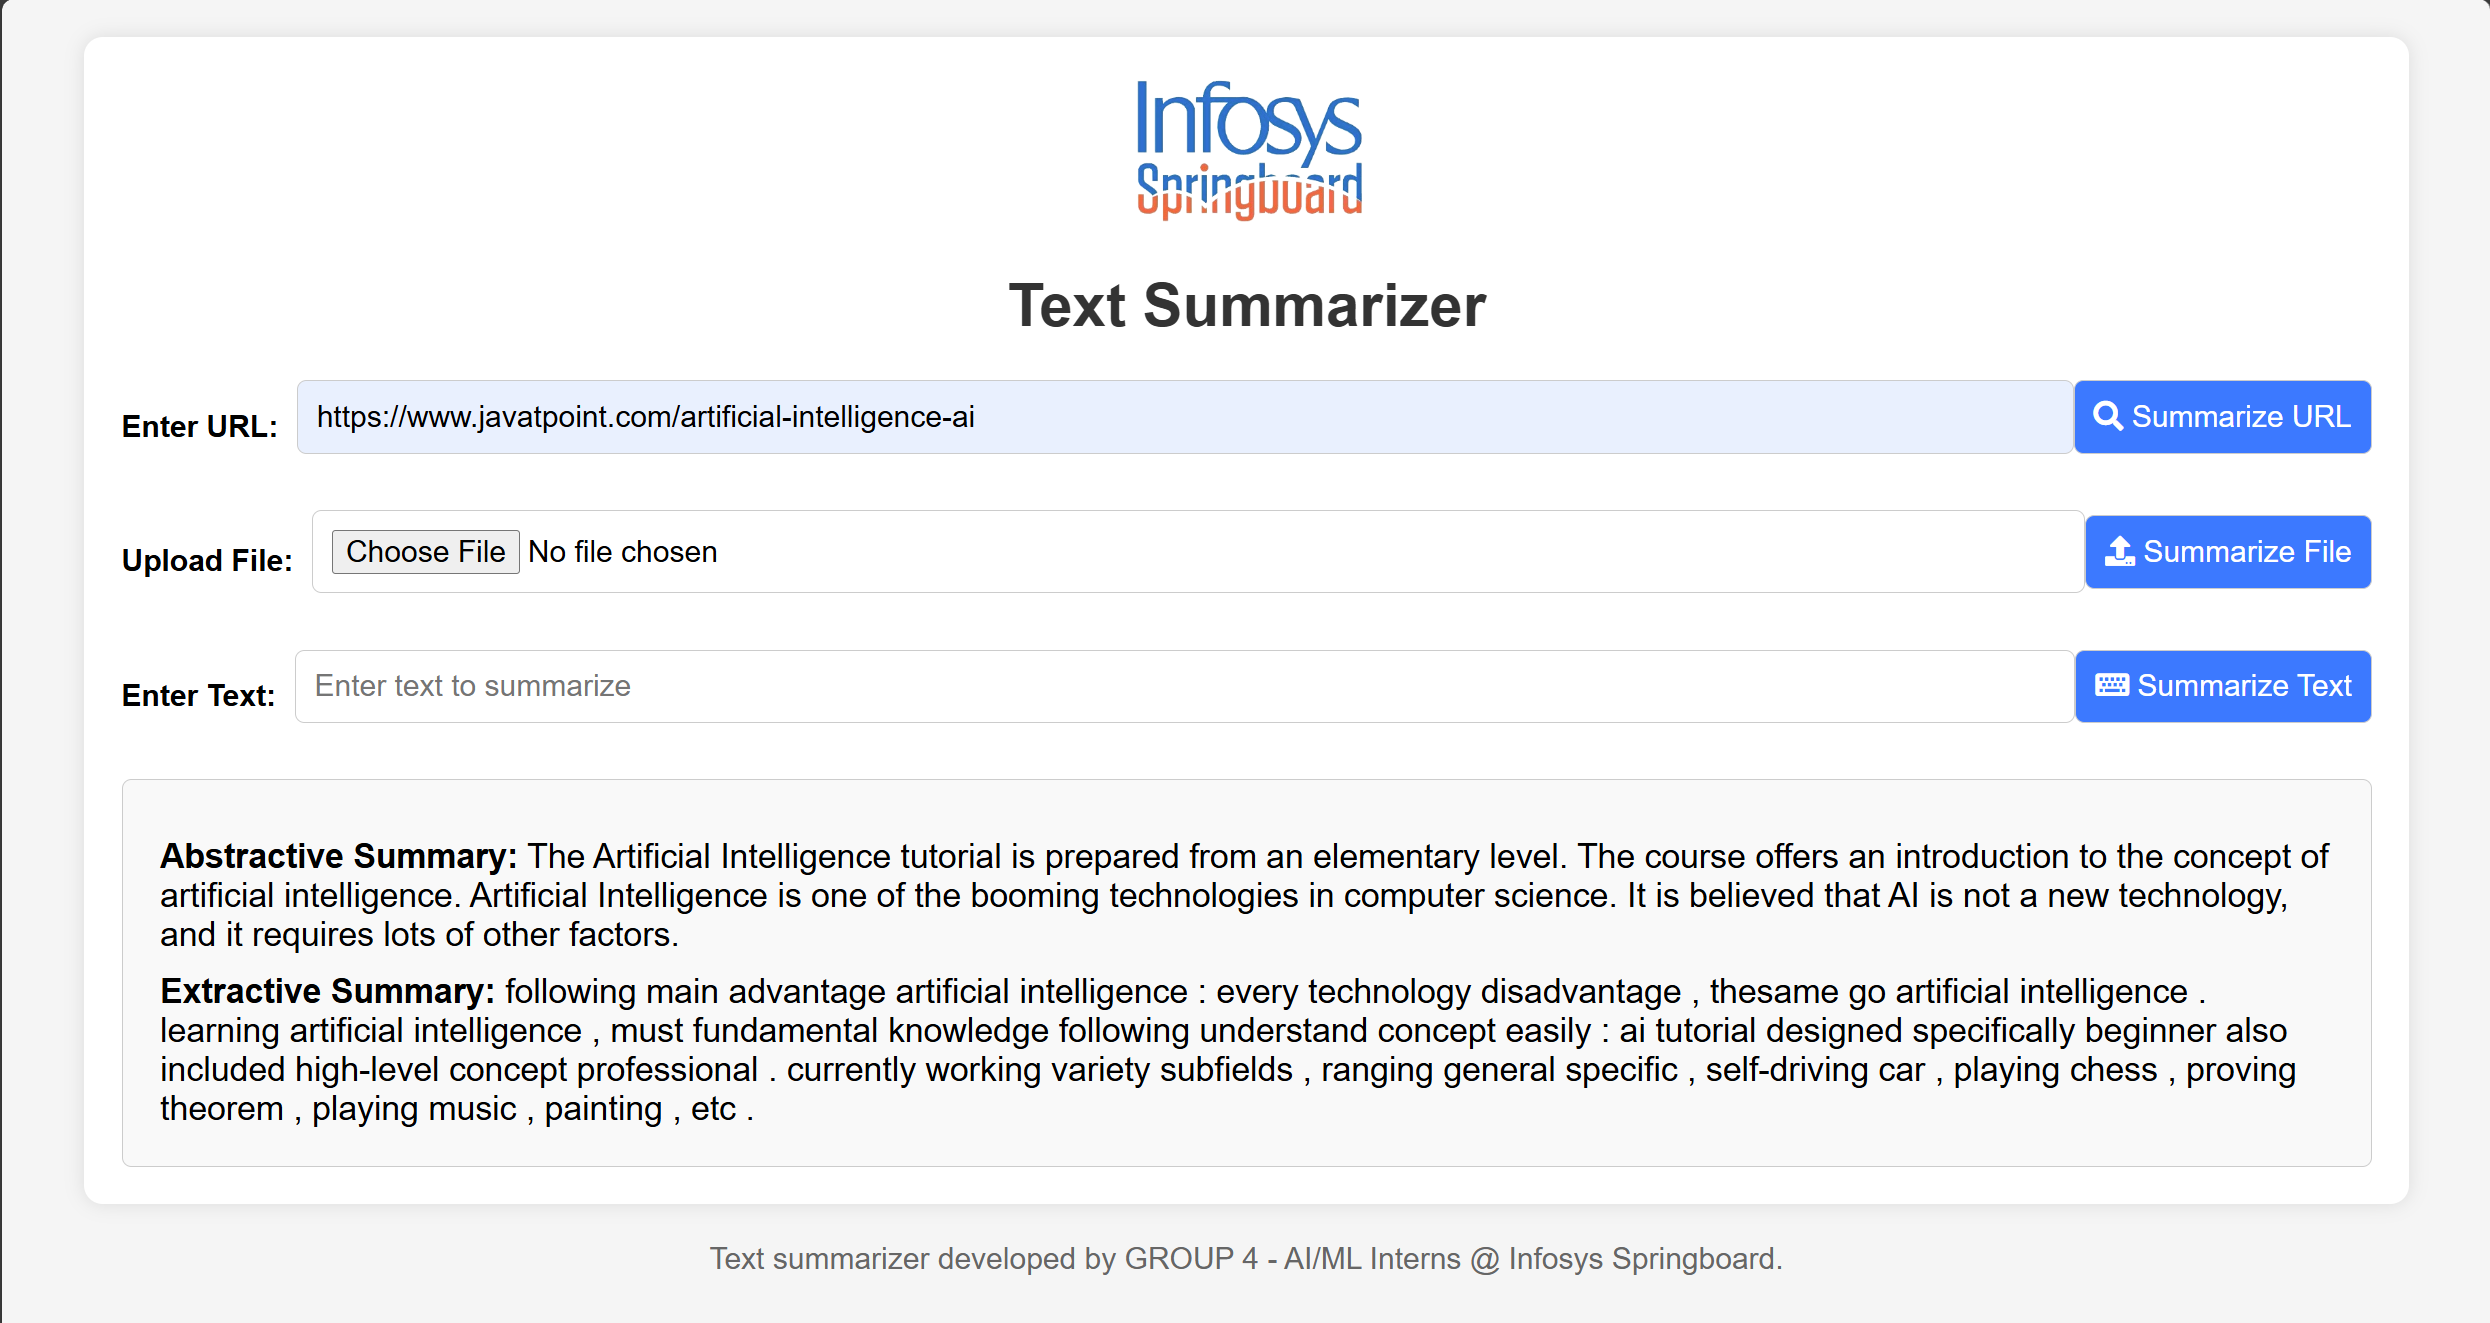 Infosys
Springboard
Text Summarizer
Enter URL: https://www.javatpoint.com/artificial-intelligence-ai Summarize URL
Upload File: Choose File No file chosen Summarize File
Enter Text: Enter text to summarize Summarize Text
Abstractive Summary: The Artificial Intelligence tutorial is prepared from an elementary level. The course offers an introduction to the concept of
artificial intelligence. Artificial Intelligence is one of the booming technologies in computer science. It is believed that AI is not a new technology,
and it requires lots of other factors.
Extractive Summary: following main advantage artificial intelligence : every technology disadvantage , thesame go artificial intelligence .
learning artificial intelligence , must fundamental knowledge following understand concept easily : ai tutorial designed specifically beginner also
included high-level concept professional . currently working variety subfields , ranging general specific , self-driving car , playing chess , proving
theorem , playing music , painting , etc .
Text summarizer developed by GROUP 4 - AI/ML Interns @ Infosys Springboard.